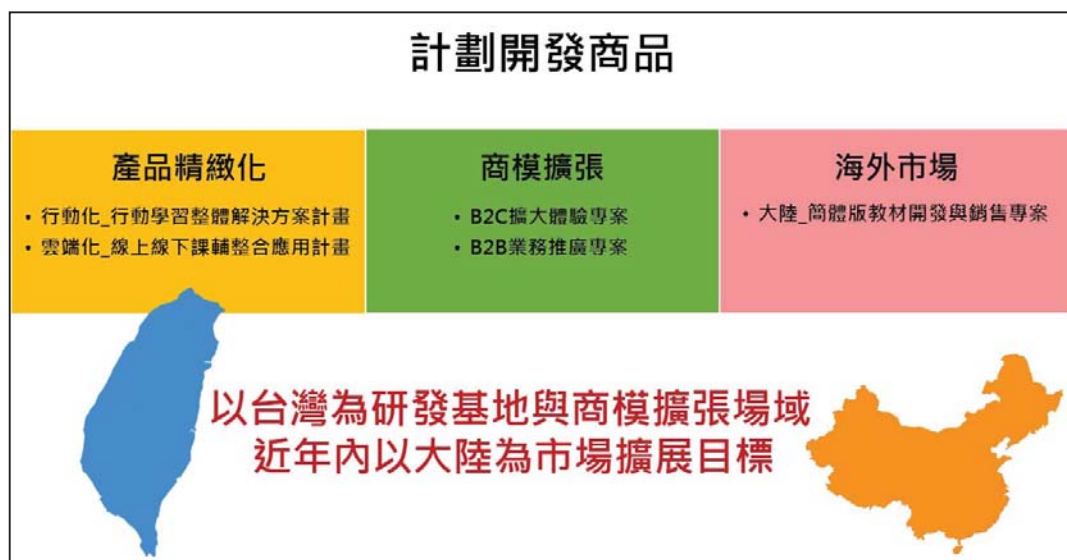 計劃開發商品
產品精緻化
• 行動化_行動學習整體解決方案計畫
• 雲端化_線上線下課輔整合應用計畫
商模擴張
• B2C擴大體驗專案
• B2B業務推廣專案
海外市場
• 大陸_簡體版教材開發與銷售專案
以台灣為研發基地與商模擴張場域
近年內以大陸為市場擴展目標